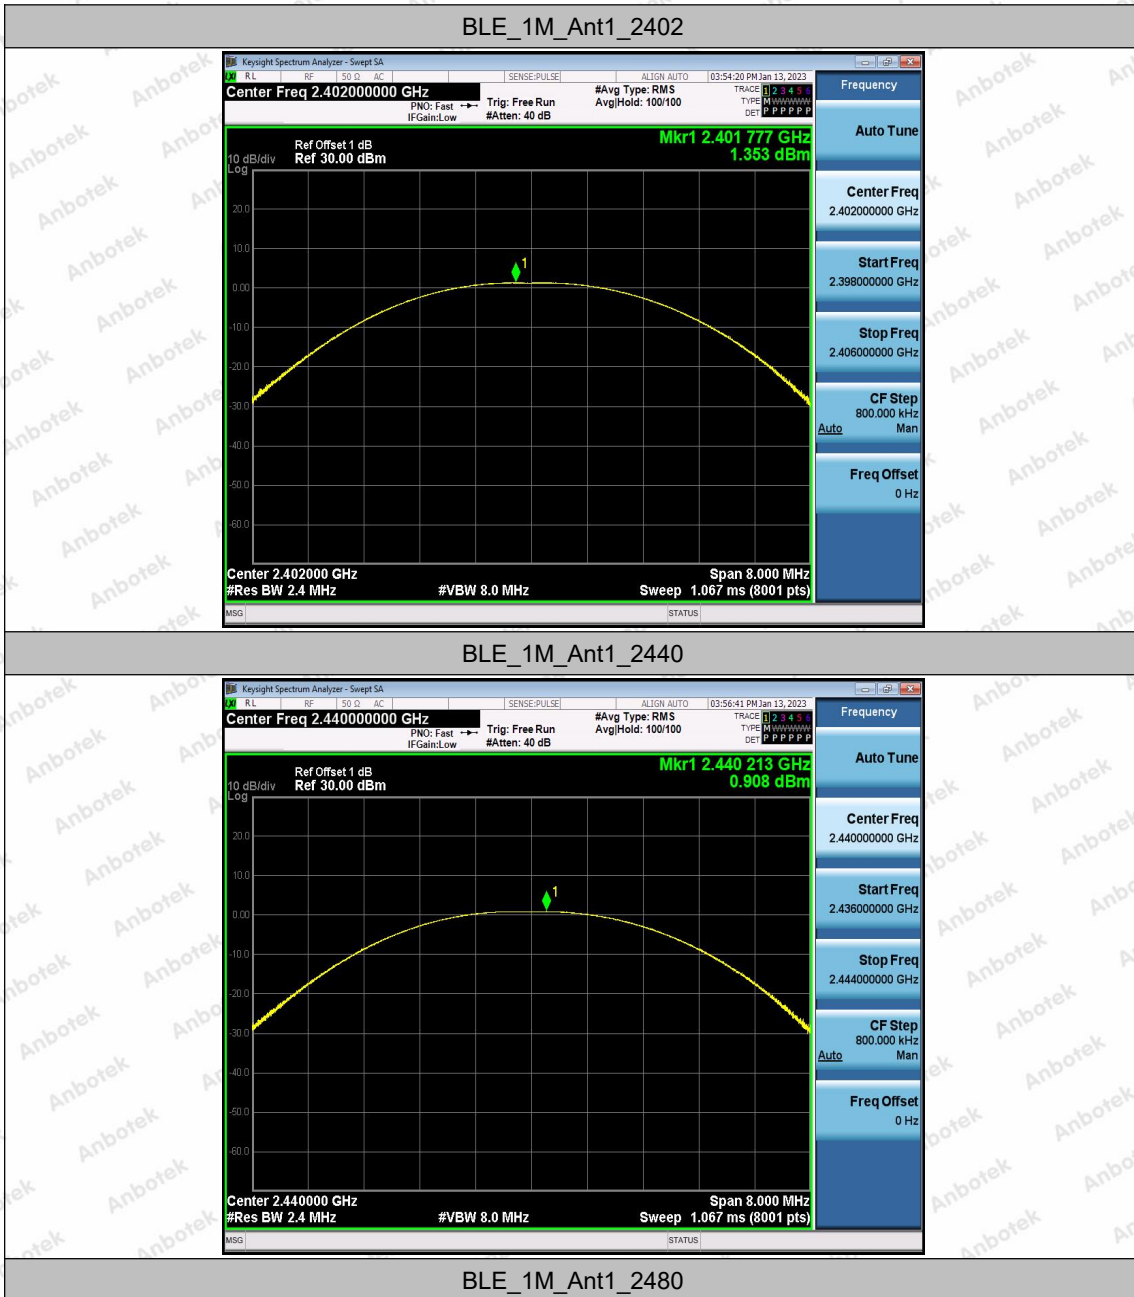 BLE_1M_Ant1_2402
Keysight Spectrum Analyzer - Swept SA
LXI RL RF 50 Ω AC SENSE:PULSE ALIGN AUTO 03:54:20 PM Jan 13, 2023
Center Freq 2.402000000 GHz
PNO: Fast
IFGain:Low
Trig: Free Run
#Atten: 40 dB
#Avg Type: RMS
Avg|Hold: 100/100
TRACE 1 2 3 4 5 6
TYPE M W W W W W
DET P P P P P P
Frequency
Auto Tune
Center Freq
2.402000000 GHz
Start Freq
2.398000000 GHz
Stop Freq
2.406000000 GHz
CF Step
800.000 kHz
Auto Man
Freq Offset
0 Hz
Mkr1 2.401 777 GHz
1.353 dBm
Ref Offset 1 dB
10 dB/div Ref 30.00 dBm
Log
20.0
10.0
0.00
-10.0
-20.0
-30.0
-40.0
-50.0
-60.0
1
Center 2.402000 GHz Span 8.000 MHz
#Res BW 2.4 MHz #VBW 8.0 MHz Sweep 1.067 ms (8001 pts)
MSG STATUS
BLE_1M_Ant1_2440
Keysight Spectrum Analyzer - Swept SA
LXI RL RF 50 Ω AC SENSE:PULSE ALIGN AUTO 03:56:41 PM Jan 13, 2023
Center Freq 2.440000000 GHz
PNO: Fast
IFGain:Low
Trig: Free Run
#Atten: 40 dB
#Avg Type: RMS
Avg|Hold: 100/100
TRACE 1 2 3 4 5 6
TYPE M W W W W W
DET P P P P P P
Frequency
Auto Tune
Center Freq
2.440000000 GHz
Start Freq
2.436000000 GHz
Stop Freq
2.444000000 GHz
CF Step
800.000 kHz
Auto Man
Freq Offset
0 Hz
Mkr1 2.440 213 GHz
0.908 dBm
Ref Offset 1 dB
10 dB/div Ref 30.00 dBm
Log
20.0
10.0
0.00
-10.0
-20.0
-30.0
-40.0
-50.0
-60.0
1
Center 2.440000 GHz Span 8.000 MHz
#Res BW 2.4 MHz #VBW 8.0 MHz Sweep 1.067 ms (8001 pts)
MSG STATUS
BLE_1M_Ant1_2480
Anbotek